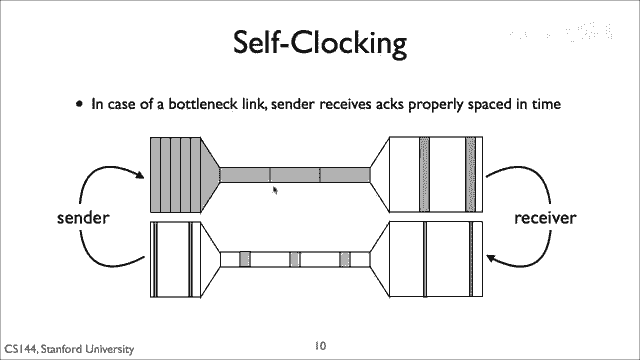 Self-Clocking
• In case of a bottleneck link, sender receives acks properly spaced in time
sender
receiver
CS144, Stanford University
10